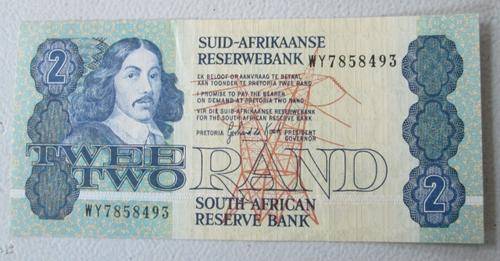 SUID-AFRIKAANSE
RESERWEBANK
WY7858493
2
EK BELOOF OP AANVRAAG TE BETAAL
AAN TOONDER TE PRETORIA TWEE RAND
I PROMISE TO PAY THE BEARER
ON DEMAND AT PRETORIA TWO RAND
VIR DIE SUID-AFRIKAANSE RESERWEBANK
FOR THE SOUTH AFRICAN RESERVE BANK
PRETORIA
PRESIDENT
GOVERNOR
TWEE
TWO
RAND
2
WY7858493
SOUTH AFRICAN
RESERVE BANK